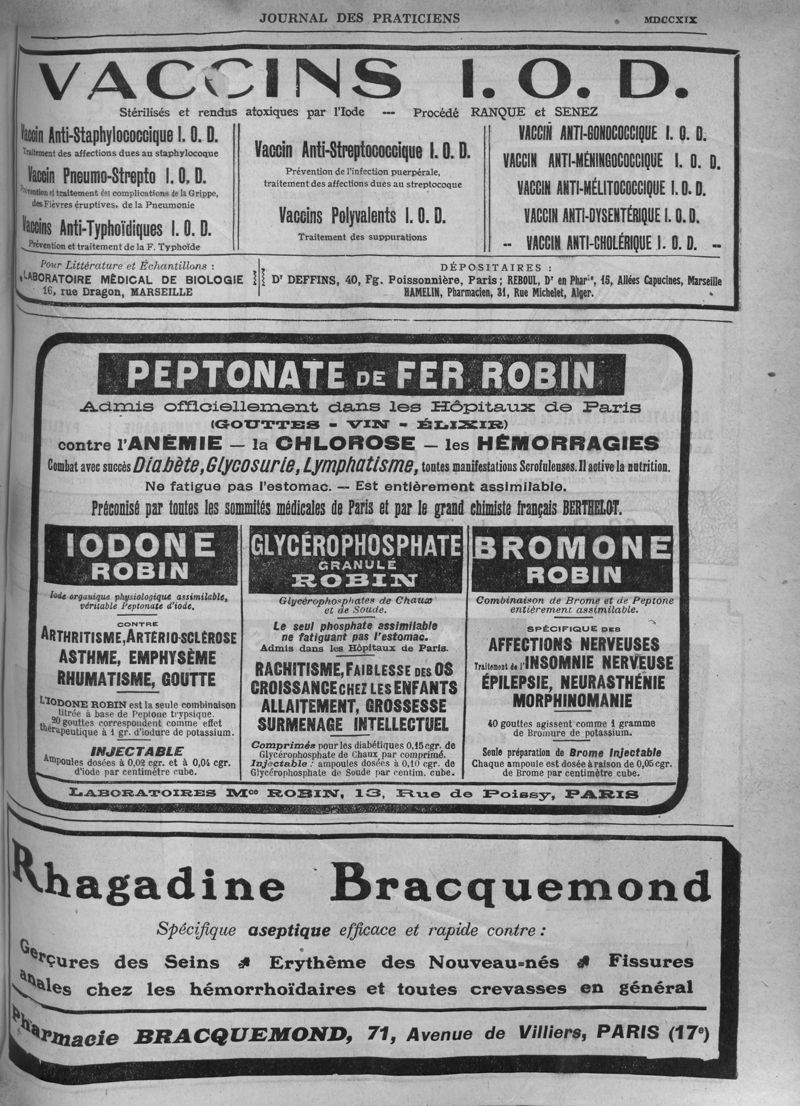 JOURNAL DES PRATICIENS
MDCCXIX
VACCINS I. O. D.
Stérilisés et rendus atoxiques par l'Iode --- Procédé RANQUE et SENEZ
Vaccin Anti-Staphylococcique I. O. D.
Traitement des affections dues au staphylocoque
Vaccin Pneumo-Strepto I. O. D.
Prévention et traitement des complications de la Grippe,
des Fièvres éruptives, de la Pneumonie
Vaccins Anti-Typhoïdiques I. O. D.
Prévention et traitement de la F. Typhoïde
Vaccin Anti-Streptococcique I. O. D.
Prévention de l'infection puerpérale,
traitement des affections dues au streptocoque
Vaccins Polyvalents I. O. D.
Traitement des suppurations
VACCIN ANTI-GONOCOCCIQUE I. O. D.
VACCIN ANTI-MÉNINGOCOCCIQUE I. O. D.
VACCIN ANTI-MÉLITOCOCCIQUE I. O. D.
VACCIN ANTI-DYSENTÉRIQUE I. O. D.
-- VACCIN ANTI-CHOLÉRIQUE I. O. D. --
Pour Littérature et Échantillons :
LABORATOIRE MÉDICAL DE BIOLOGIE
16, rue Dragon, MARSEILLE
DÉPOSITAIRES :
Dr DEFFINS, 40, Fg. Poissonnière, Paris ; REBOUL, Dr en Phar<sup>ie</sup>, 15, Allées Capucines, Marseille
HAMELIN, Pharmacien, 31, Rue Michelet, Alger.
PEPTONATE DE FER ROBIN
Admis officiellement dans les Hôpitaux de Paris
(GOUTTES - VIN - ÉLIXIR)
contre l'ANÉMIE — la CHLOROSE — les HÉMORRAGIES
Combat avec succès Diabète, Glycosurie, Lymphatisme, toutes manifestations Scrofulenses. Il active la nutrition.
Ne fatigue pas l'estomac. — Est entièrement assimilable.
Préconisé par toutes les sommités médicales de Paris et par le grand chimiste français BERTHELOT.
IODONE
ROBIN
Iode organique physiologique assimilable,
véritable Peptonate d'iode.
CONTRE
ARTHRITISME, ARTÉRIO-SCLÉROSE
ASTHME, EMPHYSÈME
RHUMATISME, GOUTTE
L'IODONE ROBIN est la seule combinaison
titrée à base de Peptone trypsique.
20 gouttes correspondent comme effet
thérapeutique à 1 gr. d'iodure de potassium.
INJECTABLE
Ampoules dosées à 0,02 cgr. et à 0,04 cgr.
d'iode par centimètre cube.
GLYCÉROPHOSPHATE
GRANULÉ
ROBIN
Glycérophosphates de Chaux
et de Soude.
Le seul phosphate assimilable
ne fatiguant pas l'estomac.
Admis dans les Hôpitaux de Paris.
RACHITISME, FAIBLESSE DES OS
CROISSANCE CHEZ LES ENFANTS
ALLAITEMENT, GROSSESSE
SURMENAGE INTELLECTUEL
Comprimés pour les diabétiques 0,15 cgr. de
Glycérophosphate de Chaux par comprimé.
Injectable : ampoules dosées à 0,10 cgr. de
Glycérophosphate de Soude par centim. cube.
BROMONE
ROBIN
Combinaison de Brome et de Peptone
entièrement assimilable.
SPÉCIFIQUE DES
AFFECTIONS NERVEUSES
Traitement de l'INSOMNIE NERVEUSE
ÉPILEPSIE, NEURASTHÉNIE
MORPHINOMANIE
40 gouttes agissent comme 1 gramme
de Bromure de potassium.
Seule préparation de Brome Injectable
Chaque ampoule est dosée à raison de 0,05 cgr.
de Brome par centimètre cube.
LABORATOIRES Mce ROBIN, 13, Rue de Poissy, PARIS
Rhagadine Bracquemond
Spécifique aseptique efficace et rapide contre :
Gerçures des Seins Erythème des Nouveau-nés Fissures
anales chez les hémorrhoïdaires et toutes crevasses en général
Pharmacie BRACQUEMOND, 71, Avenue de Villiers, PARIS (17e)